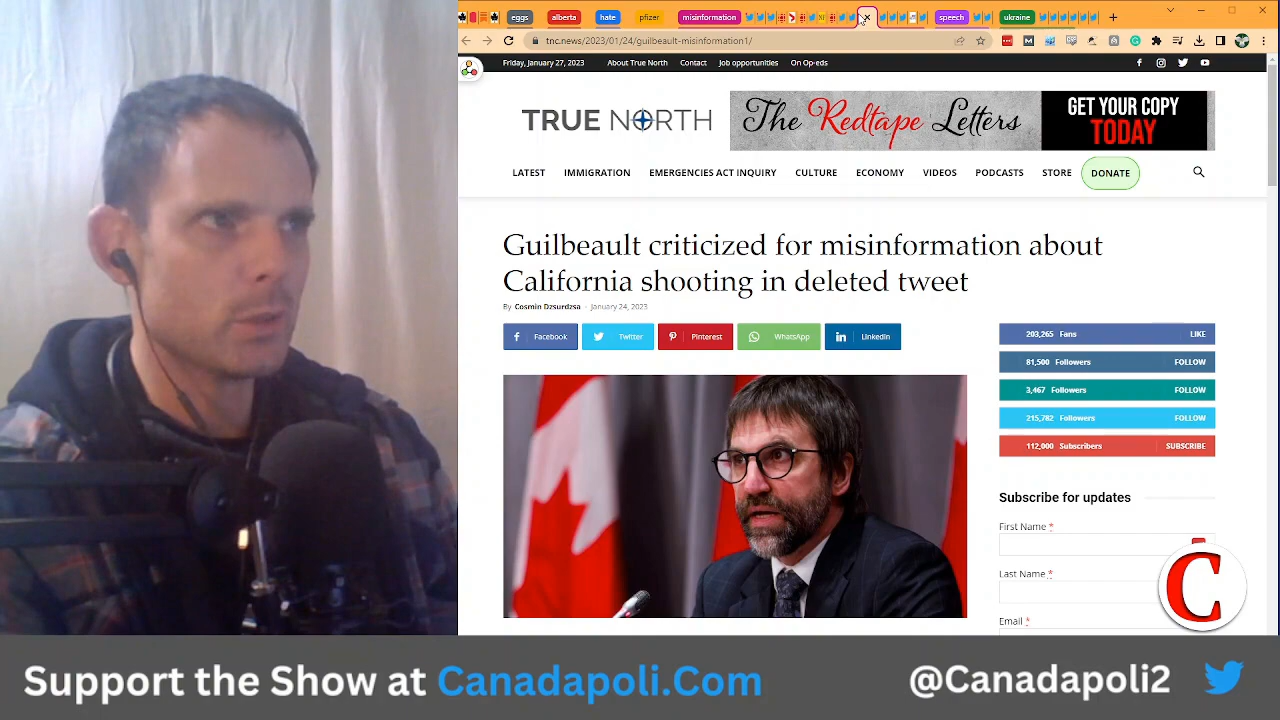 eggs alberta hate pfizer misinformation speech ukraine
tnc.news/2023/01/24/guilbeault-misinformation1/
Friday, January 27, 2023 About True North Contact Job opportunities On Op-eds
TRUE NORTH
The Redtape Letters
GET YOUR COPY
TODAY
LATEST IMMIGRATION EMERGENCIES ACT INQUIRY CULTURE ECONOMY VIDEOS PODCASTS STORE DONATE
Guilbeault criticized for misinformation about
California shooting in deleted tweet
By Cosmin Dzsurdzsa - January 24, 2023
Facebook Twitter Pinterest WhatsApp Linkedin
203,265 Fans LIKE
81,500 Followers FOLLOW
3,467 Followers FOLLOW
215,782 Followers FOLLOW
112,000 Subscribers SUBSCRIBE
Subscribe for updates
First Name *
Last Name *
Email *
C
Support the Show at Canadapoli.Com
@Canadapoli2